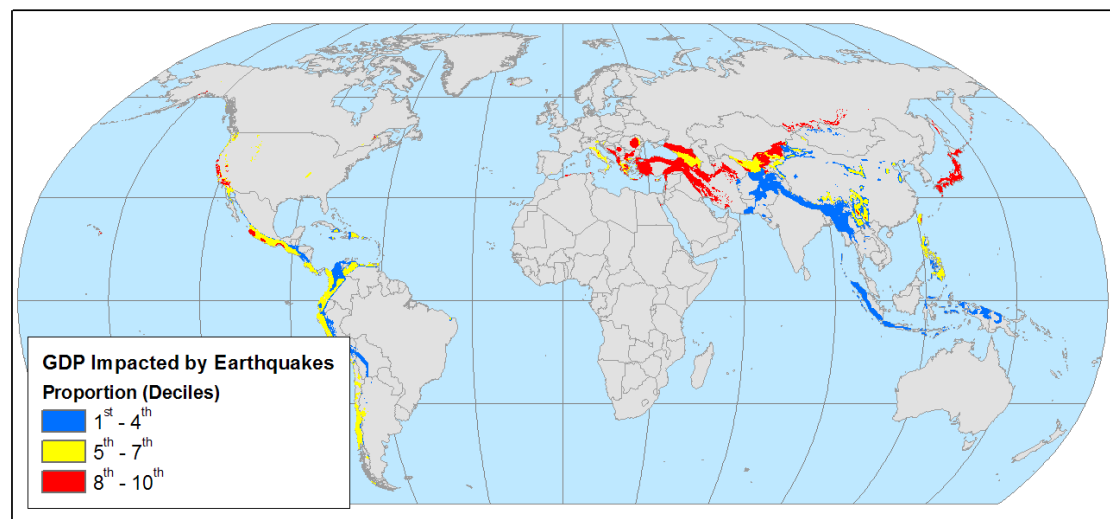 GDP Impacted by Earthquakes
Proportion (Deciles)
1st - 4th
5th - 7th
8th - 10th